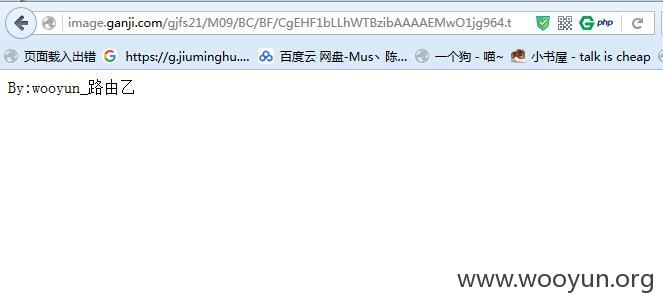 image.ganji.com/gjfs21/M09/BC/BF/CgEHF1bLLhWTBzibAAAAEMwO1jg964.t php
页面载入出错 https://g.jiuminghu.... 百度云 网盘-Mus丶陈... 一个狗 - 喵~ 小书屋 - talk is cheap
By:wooyun_路由乙
www.wooyun.org